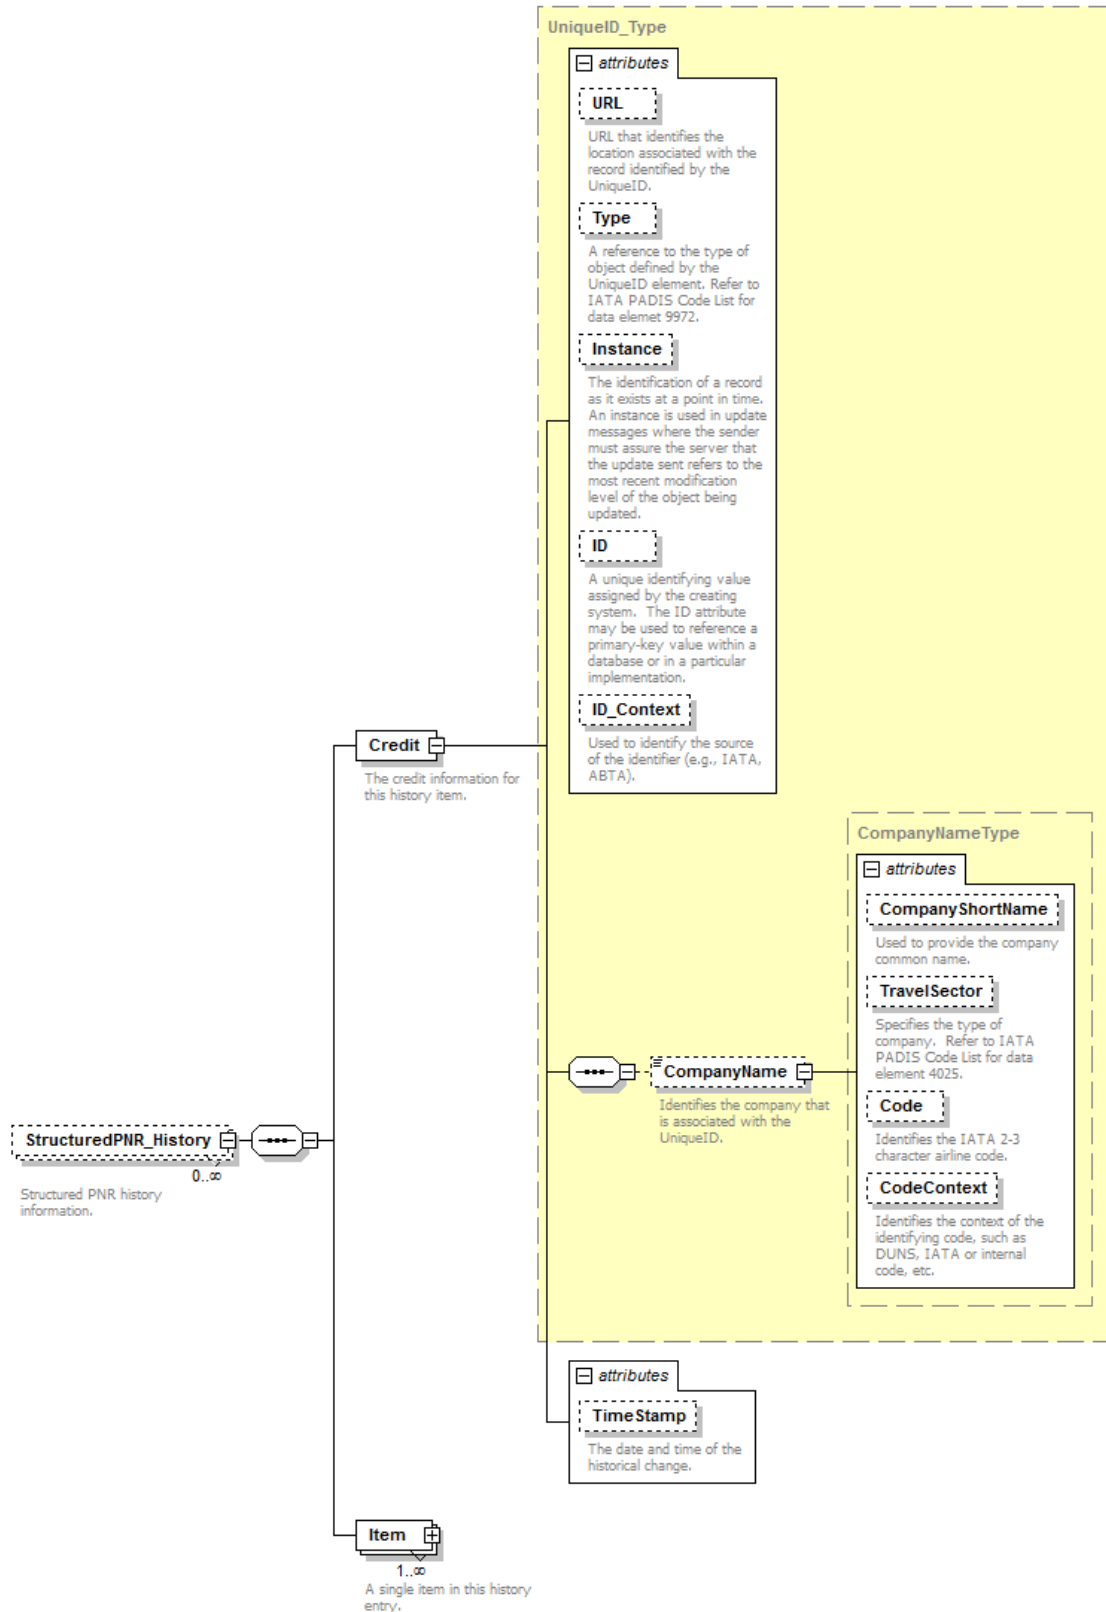 UniqueID_Type
attributes
URL
URL that identifies the
location associated with the
record identified by the
UniqueID.
Type
A reference to the type of
object defined by the
UniqueID element. Refer to
IATA PADIS Code List for
data elemet 9972.
Instance
The identification of a record
as it exists at a point in time.
An instance is used in update
messages where the sender
must assure the server that
the update sent refers to the
most recent modification
level of the object being
updated.
ID
A unique identifying value
assigned by the creating
system.  The ID attribute
may be used to reference a
primary-key value within a
database or in a particular
implementation.
ID_Context
Used to identify the source
of the identifier (e.g., IATA,
ABTA).
Credit
The credit information for
this history item.
CompanyNameType
attributes
CompanyShortName
Used to provide the company
common name.
TravelSector
Specifies the type of
company.  Refer to IATA
PADIS Code List for data
element 4025.
Code
Identifies the IATA 2-3
character airline code.
CodeContext
Identifies the context of the
identifying code, such as
DUNS, IATA or internal
code, etc.
CompanyName
Identifies the company that
is associated with the
UniqueID.
StructuredPNR_History
0..∞
Structured PNR history
information.
attributes
TimeStamp
The date and time of the
historical change.
Item
1..∞
A single item in this history
entry.